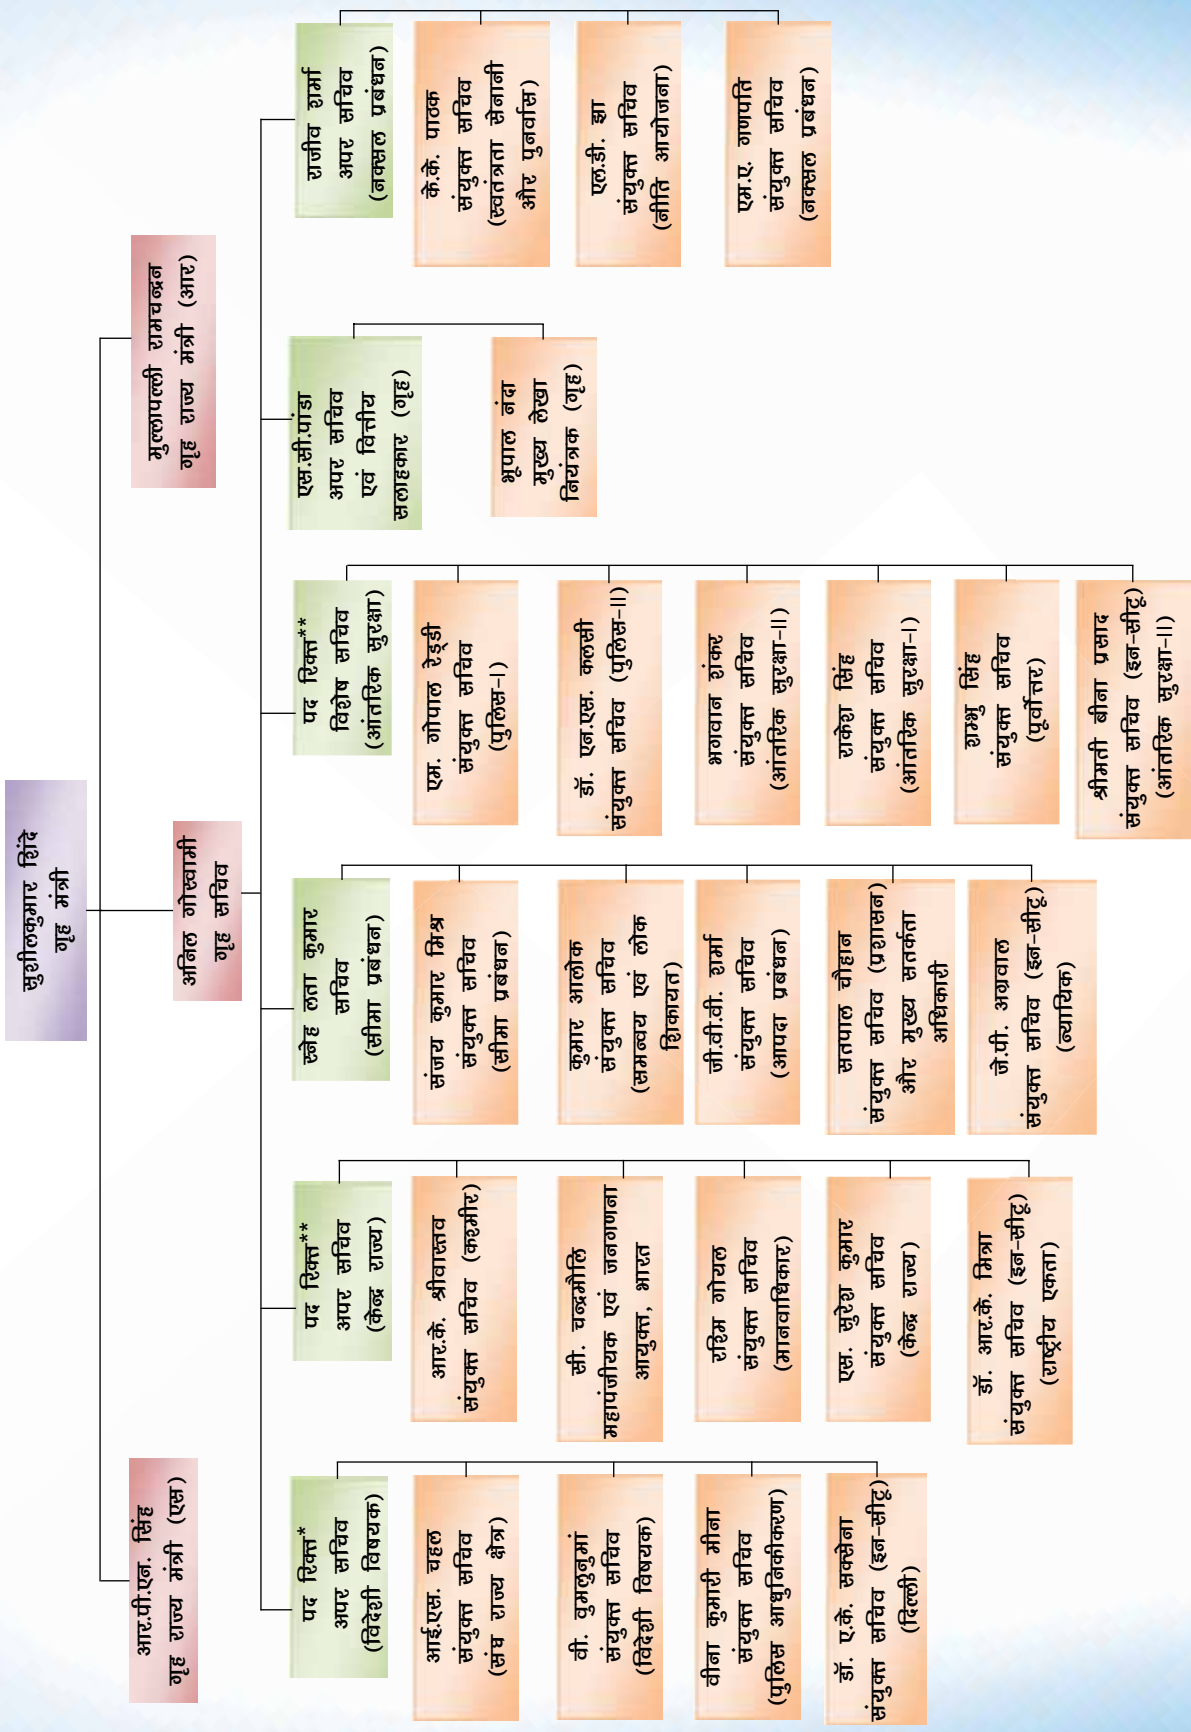 सुशीलकुमार शिंदे
गृह मंत्री
आर.पी.एन. सिंह
गृह राज्य मंत्री (एस)
मुल्लापल्ली रामचन्द्रन
गृह राज्य मंत्री (आर)
अनिल गोस्वामी
गृह सचिव
पद रिक्त*
अपर सचिव
(विदेशी विषयक)
आई.एस. चहल
संयुक्त सचिव
(संघ राज्य क्षेत्र)
वी. वुमलुनुमां
संयुक्त सचिव
(विदेशी विषयक)
वीना कुमारी मीना
संयुक्त सचिव
(पुलिस आधुनिकीकरण)
डॉ. ए.के. सक्सेना
संयुक्त सचिव (इन-सीटू)
(दिल्ली)
पद रिक्त**
अपर सचिव
(केन्द्र राज्य)
आर.के. श्रीवास्तव
संयुक्त सचिव (कश्मीर)
सी. चन्द्रमौलि
महापंजीयक एवं जनगणना
आयुक्त, भारत
रश्मि गोयल
संयुक्त सचिव
(मानवाधिकार)
एस. सुरेश कुमार
संयुक्त सचिव
(केन्द्र राज्य)
डॉ. आर.के. मित्रा
संयुक्त सचिव (इन-सीटू)
(राष्ट्रीय एकता)
स्नेह लता कुमार
सचिव
(सीमा प्रबंधन)
संजय कुमार मिश्र
संयुक्त सचिव
(सीमा प्रबंधन)
कुमार आलोक
संयुक्त सचिव
(समन्वय एवं लोक
शिकायत)
जी.वी.वी. शर्मा
संयुक्त सचिव
(आपदा प्रबंधन)
सतपाल चौहान
संयुक्त सचिव (प्रशासन)
और मुख्य सतर्कता
अधिकारी
जे.पी. अग्रवाल
संयुक्त सचिव (इन-सीटू)
(न्यायिक)
पद रिक्त**
विशेष सचिव
(आंतरिक सुरक्षा)
एम. गोपाल रेड्डी
संयुक्त सचिव
(पुलिस-I)
डॉ. एन.एस. कलसी
संयुक्त सचिव (पुलिस-II)
भगवान शंकर
संयुक्त सचिव
(आंतरिक सुरक्षा-II)
राकेश सिंह
संयुक्त सचिव
(आंतरिक सुरक्षा-I)
शम्भु सिंह
संयुक्त सचिव
(पूर्वोत्तर)
श्रीमती बीना प्रसाद
संयुक्त सचिव (इन-सीटू)
(आंतरिक सुरक्षा-II)
एस.सी.पांडा
अपर सचिव
एवं वित्तीय
सलाहकार (गृह)
भूपाल नंदा
मुख्य लेखा
नियंत्रक (गृह)
राजीव शर्मा
अपर सचिव
(नक्सल प्रबंधन)
के.के. पाठक
संयुक्त सचिव
(स्वतंत्रता सेनानी
और पुनर्वास)
एल.डी. झा
संयुक्त सचिव
(नीति आयोजना)
एम.ए. गणपति
संयुक्त सचिव
(नक्सल प्रबंधन)